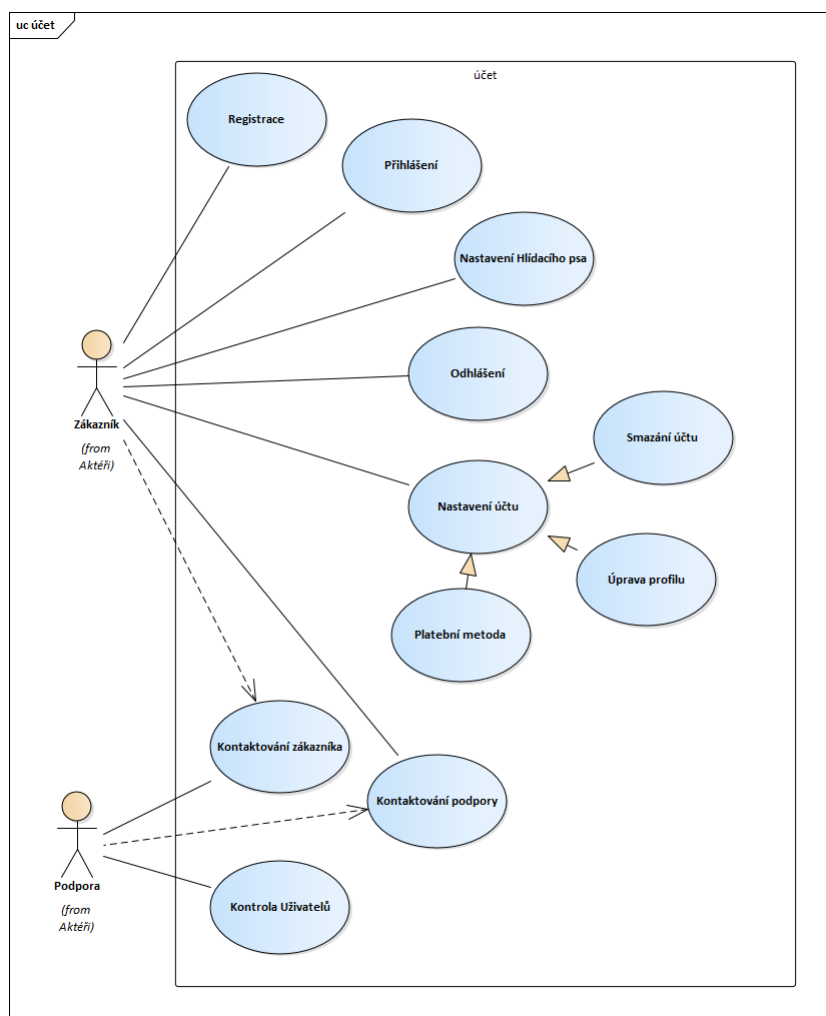 uc účet
účet
Registrace
Přihlášení
Nastavení Hlídacího psa
Odhlášení
Zákazník
(from
Aktéři)
Smazání účtu
Nastavení účtu
Úprava profilu
Platební metoda
Kontaktování zákazníka
Kontaktování podpory
Podpora
(from
Aktéři)
Kontrola Uživatelů